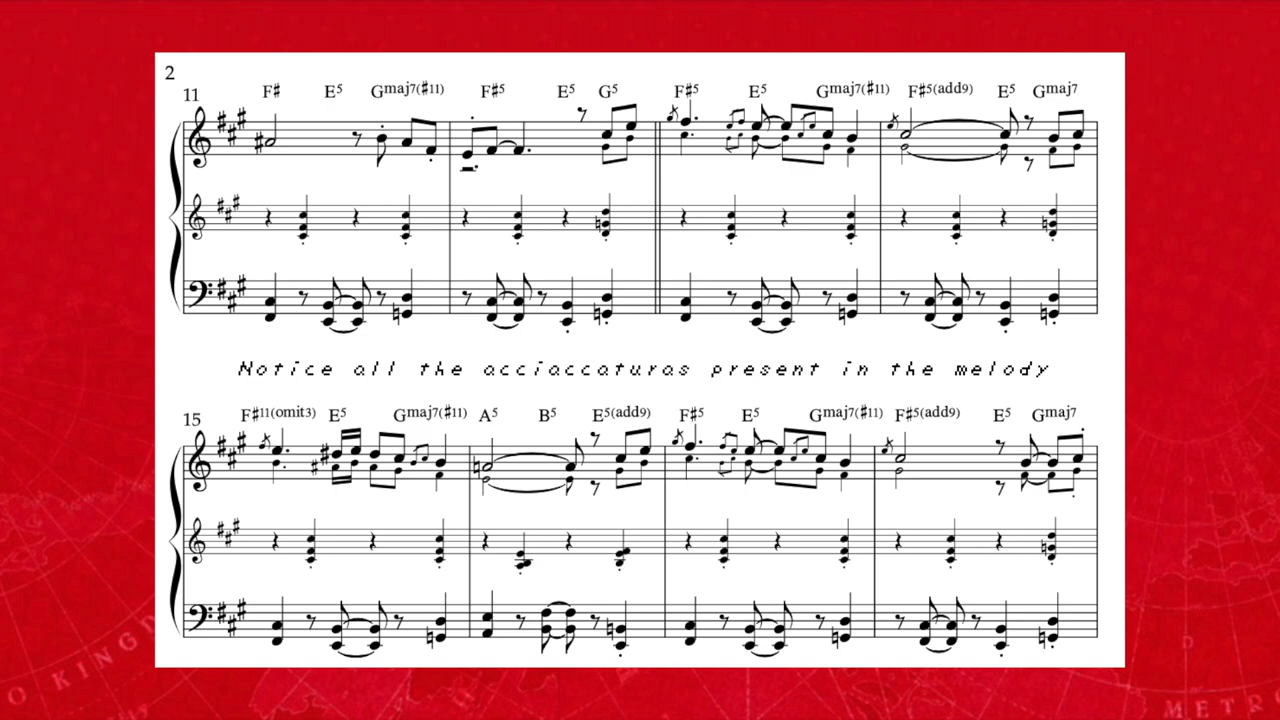 2
11 F♯ E5 Gmaj7(♯11) F♯5 E5 G5 F♯5 E5 Gmaj7(♯11) F♯5(add9) E5 Gmaj7
Notice all the acciaccaturas present in the melody
15 F♯11(omit3) E5 Gmaj7(♯11) A5 B5 E5(add9) F♯5 E5 Gmaj7(♯11) F♯5(add9) E5 Gmaj7
O KINGD
D
METRO